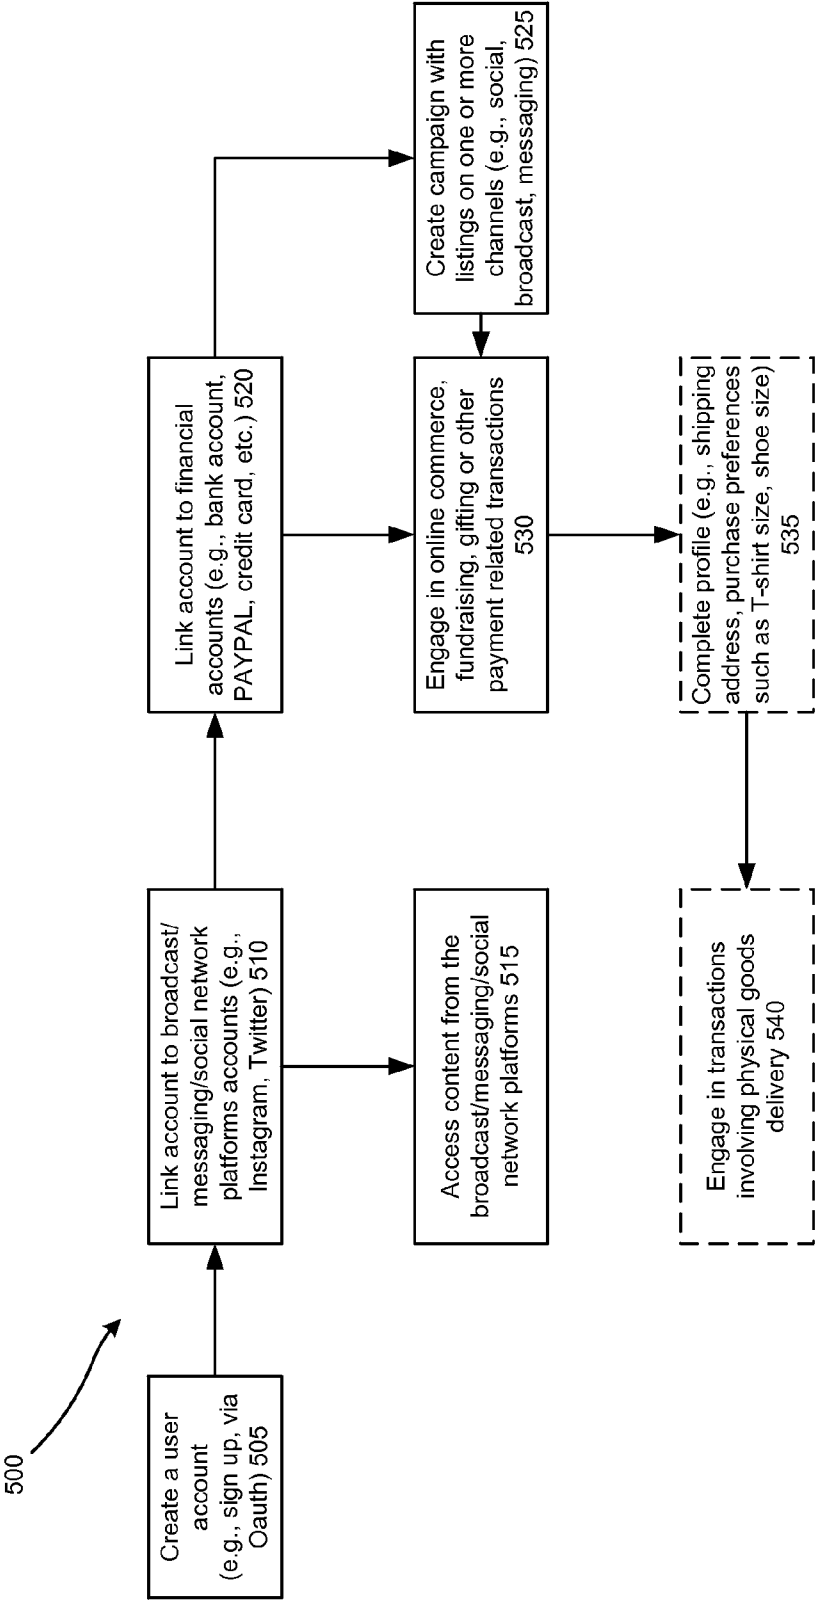 500
Create a user
account
(e.g., sign up, via
Oauth) 505
Link account to broadcast/
messaging/social network
platforms accounts (e.g.,
Instagram, Twitter) 510
Link account to financial
accounts (e.g., bank account,
PAYPAL, credit card, etc.) 520
Access content from the
broadcast/messaging/social
network platforms 515
Engage in online commerce,
fundraising, gifting or other
payment related transactions
530
Create campaign with
listings on one or more
channels (e.g., social,
broadcast, messaging) 525
Engage in transactions
involving physical goods
delivery 540
Complete profile (e.g., shipping
address, purchase preferences
such as T-shirt size, shoe size)
535